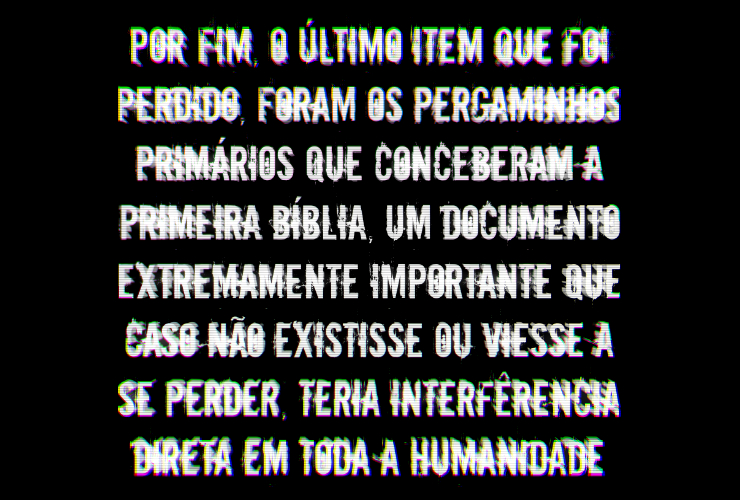 POR FIM, O ÚLTIMO ITEM QUE FOI
PERDIDO, FORAM OS PERGAMINHOS
PRIMÁRIOS QUE CONCEBERAM A
PRIMEIRA BÍBLIA, UM DOCUMENTO
EXTREMAMENTE IMPORTANTE QUE
CASO NÃO EXISTISSE OU VIESSE A
SE PERDER, TERIA INTERFÊRENCIA
DIRETA EM TODA A HUMANIDADE